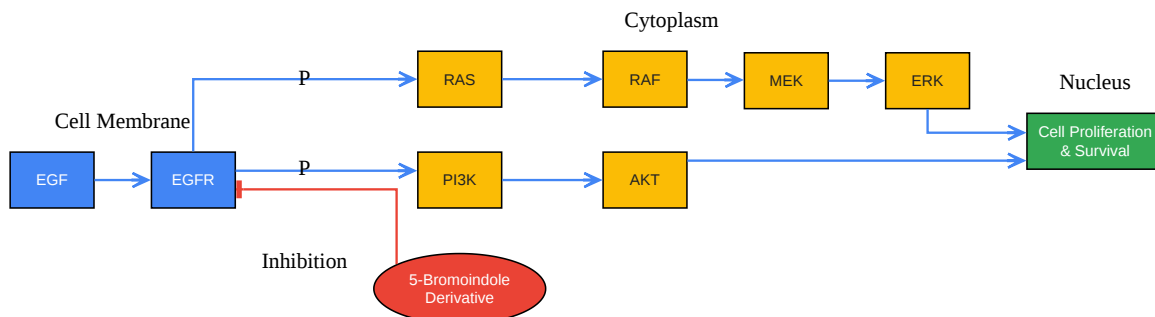 Cytoplasm
P
RAS
RAF
MEK
ERK
Nucleus
Cell Membrane
Cell Proliferation
& Survival
EGF
EGFR
P
PI3K
AKT
Inhibition
5-Bromoindole
Derivative